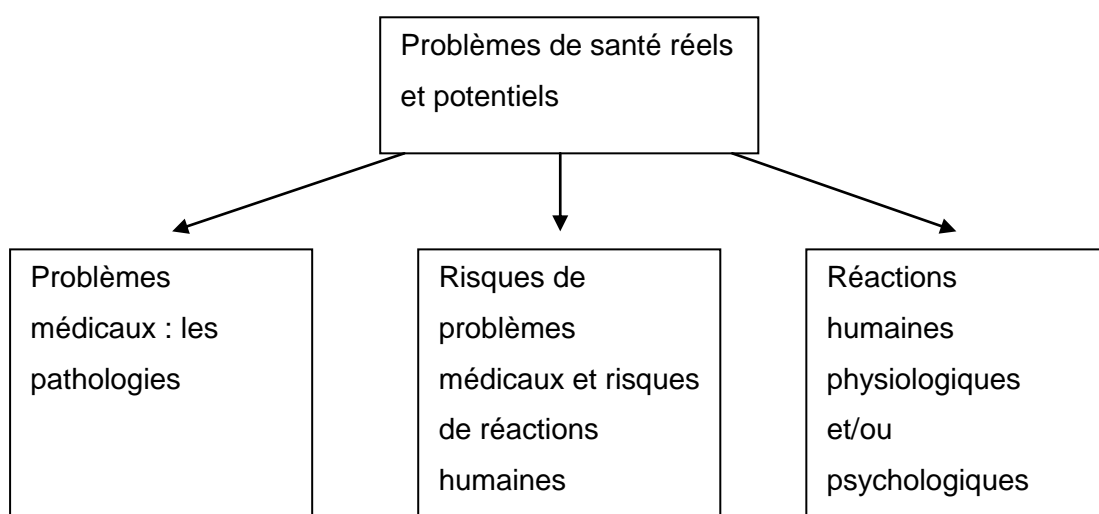 Problèmes de santé réels
et potentiels
Problèmes
médicaux : les
pathologies
Risques de
problèmes
médicaux et risques
de réactions
humaines
Réactions
humaines
physiologiques
et/ou
psychologiques